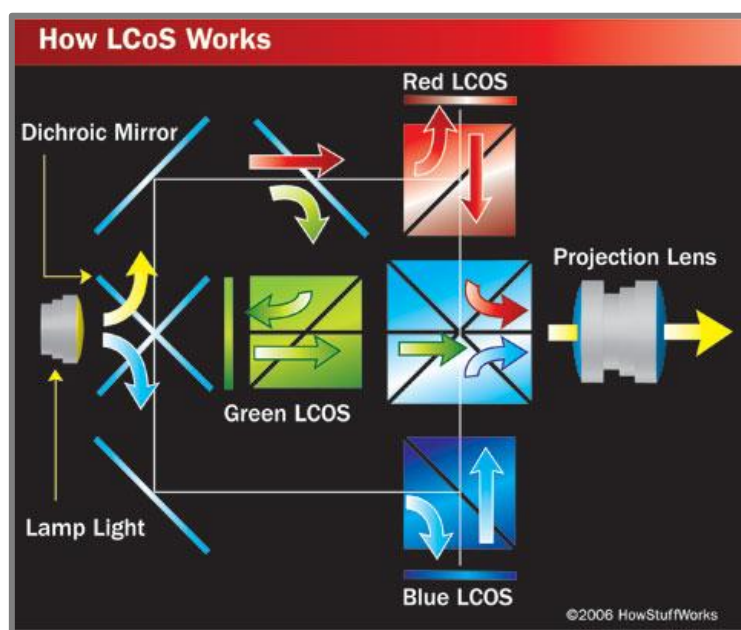 How LCoS Works
Red LCOS
Dichroic Mirror
Projection Lens
Green LCOS
Lamp Light
Blue LCOS
©2006 HowStuffWorks